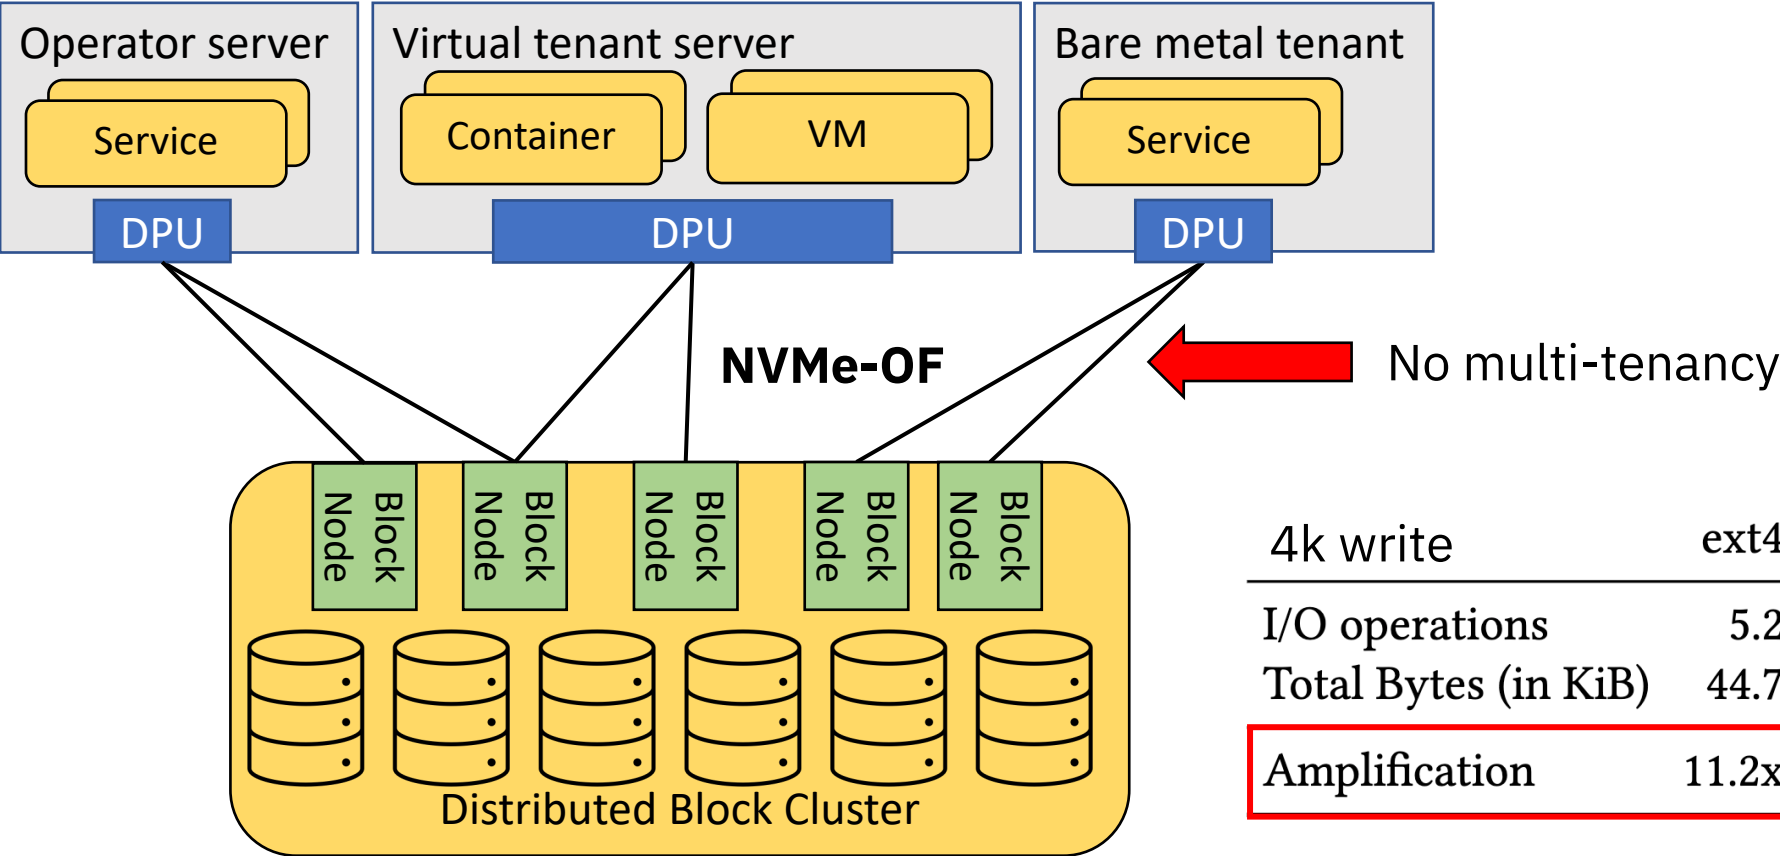 Operator server
Virtual tenant server
Bare metal tenant
Service
Container
VM
Service
DPU
DPU
DPU
NVMe-OF
No multi-tenancy
Block
Node
Block
Node
Block
Node
Block
Node
Block
Node
Distributed Block Cluster
4k write ext4
I/O operations 5.2
Total Bytes (in KiB) 44.7
Amplification 11.2x